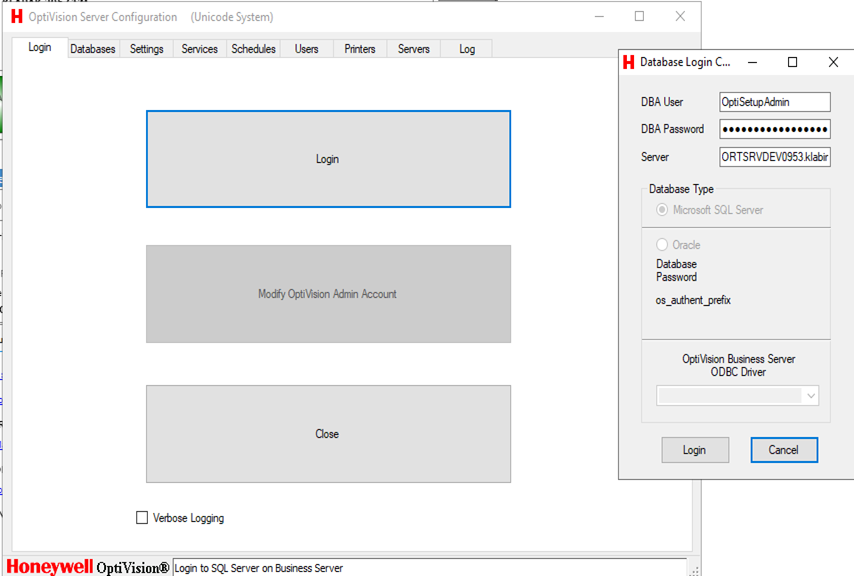 H OptiVision Server Configuration (Unicode System)
Login Databases Settings Services Schedules Users Printers Servers Log
Login
Modify OptiVision Admin Account
Close
Verbose Logging
Honeywell OptiVision® Login to SQL Server on Business Server
H Database Login C...
DBA User OptiSetupAdmin
DBA Password
Server ORTSRVDEV0953.klabin
Database Type
Microsoft SQL Server
Oracle
Database
Password
os_authent_prefix
OptiVision Business Server
ODBC Driver
Login Cancel